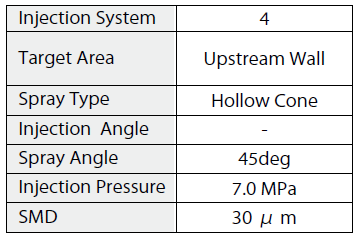 Injection System 4
Target Area Upstream Wall
Spray Type Hollow Cone
Injection Angle -
Spray Angle 45deg
Injection Pressure 7.0 MPa
SMD 30 μ m